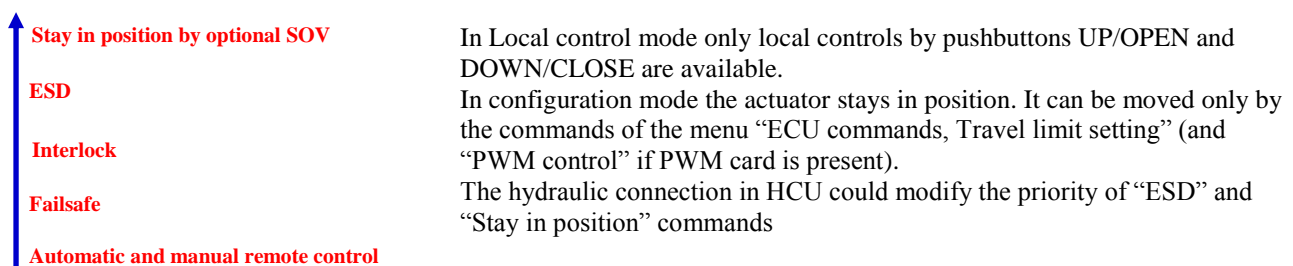 Stay in position by optional SOV
ESD
Interlock
Failsafe
Automatic and manual remote control
In Local control mode only local controls by pushbuttons UP/OPEN and
DOWN/CLOSE are available.
In configuration mode the actuator stays in position. It can be moved only by
the commands of the menu “ECU commands, Travel limit setting” (and
“PWM control” if PWM card is present).
The hydraulic connection in HCU could modify the priority of “ESD” and
“Stay in position” commands